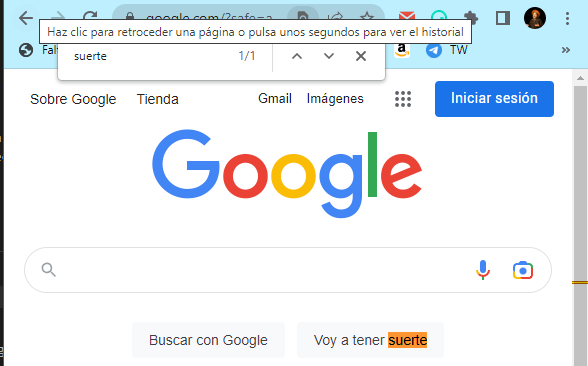 google.com/?safe=a
Haz clic para retroceder una página o pulsa unos segundos para ver el historial
suerte 1/1
TW
Sobre Google Tienda Gmail Imágenes Iniciar sesión
Google
Buscar con Google Voy a tener suerte